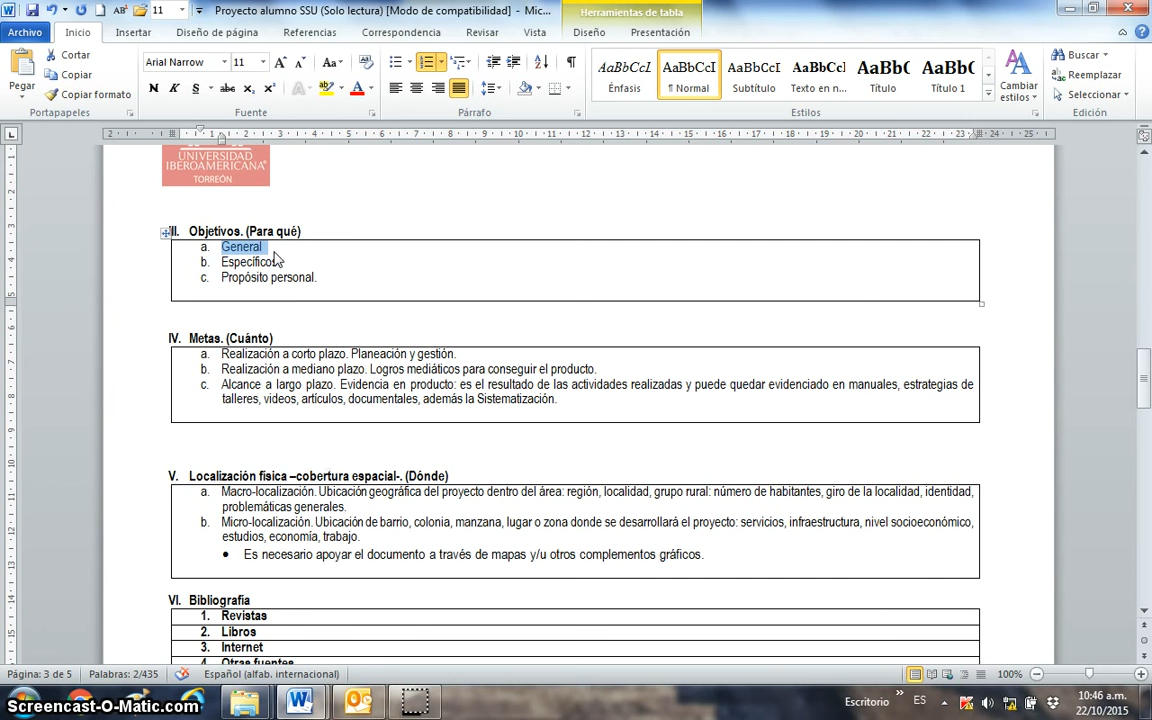 Proyecto alumno SSU (Solo lectura) [Modo de compatibilidad] - Mic...
Herramientas de tabla
Archivo Inicio Insertar Diseño de página Referencias Correspondencia Revisar Vista Diseño Presentación
Cortar
Copiar
Copiar formato
Pegar
Portapapeles
Arial Narrow 11
Fuente
Párrafo
AaBbCcL Énfasis
AaBbCcI ¶ Normal
AaBbCcI Subtítulo
AaBbCcI Texto en n...
AaBb( Título
AaBbCcI Título 1
Cambiar estilos
Estilos
Buscar
Reemplazar
Seleccionar
Edición
UNIVERSIDAD
IBEROAMERICANA®
TORREÓN
III. Objetivos. (Para qué)
a. General
b. Específicos
c. Propósito personal.
IV. Metas. (Cuánto)
a. Realización a corto plazo. Planeación y gestión.
b. Realización a mediano plazo. Logros mediáticos para conseguir el producto.
c. Alcance a largo plazo. Evidencia en producto: es el resultado de las actividades realizadas y puede quedar evidenciado en manuales, estrategias de
talleres, videos, artículos, documentales, además la Sistematización.
V. Localización física –cobertura espacial-. (Dónde)
a. Macro-localización. Ubicación geográfica del proyecto dentro del área: región, localidad, grupo rural: número de habitantes, giro de la localidad, identidad,
problemáticas generales.
b. Micro-localización. Ubicación de barrio, colonia, manzana, lugar o zona donde se desarrollará el proyecto: servicios, infraestructura, nivel socioeconómico,
estudios, economía, trabajo.
• Es necesario apoyar el documento a través de mapas y/u otros complementos gráficos.
VI. Bibliografía
1. Revistas
2. Libros
3. Internet
4. Otras fuentes
Página: 3 de 5 Palabras: 2/435 Español (alfab. internacional) 100%
Screencast-O-Matic.com
Escritorio » ES
10:46 a.m.
22/10/2015